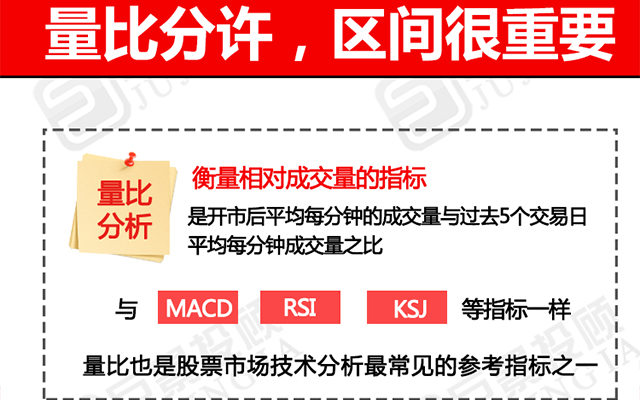 量比分许，区间很重要
量比
分析
衡量相对成交量的指标
是开市后平均每分钟的成交量与过去5个交易日
平均每分钟成交量之比
与 MACD RSI KSJ 等指标一样
量比也是股票市场技术分析最常见的参考指标之一